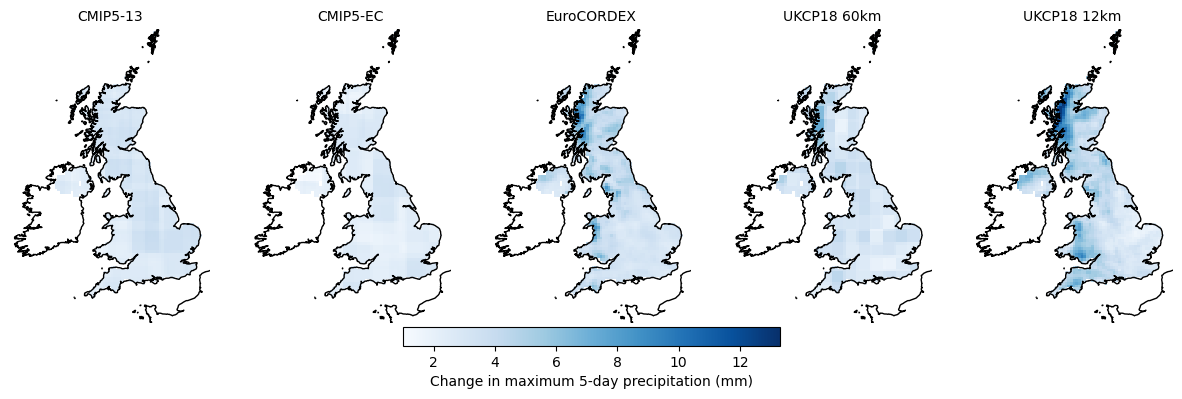 CMIP5-13 CMIP5-EC EuroCORDEX UKCP18 60km UKCP18 12km
2 4 6 8 10 12
Change in maximum 5-day precipitation (mm)